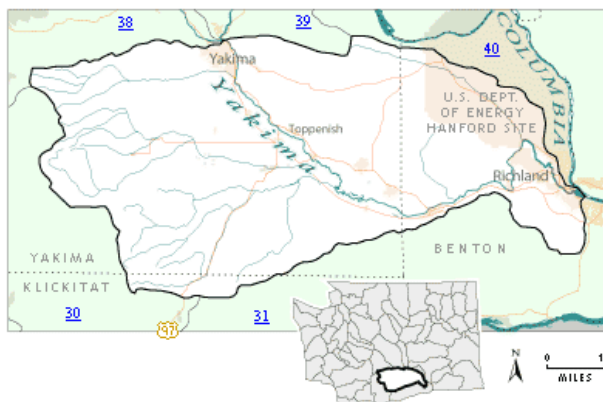 38
39
40
COLUMBIA
Yakima
U.S. DEPT.
OF ENERGY
HANFORD SITE
Yakima
Toppenish
Richland
YAKIMA
BENTON
KLICKITAT
30
31
97
N
0 1
MILES